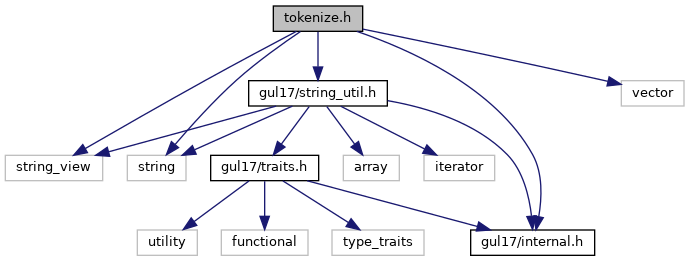 tokenize.h
gul17/string_util.h
vector
string_view
string
gul17/traits.h
array
iterator
utility
functional
type_traits
gul17/internal.h